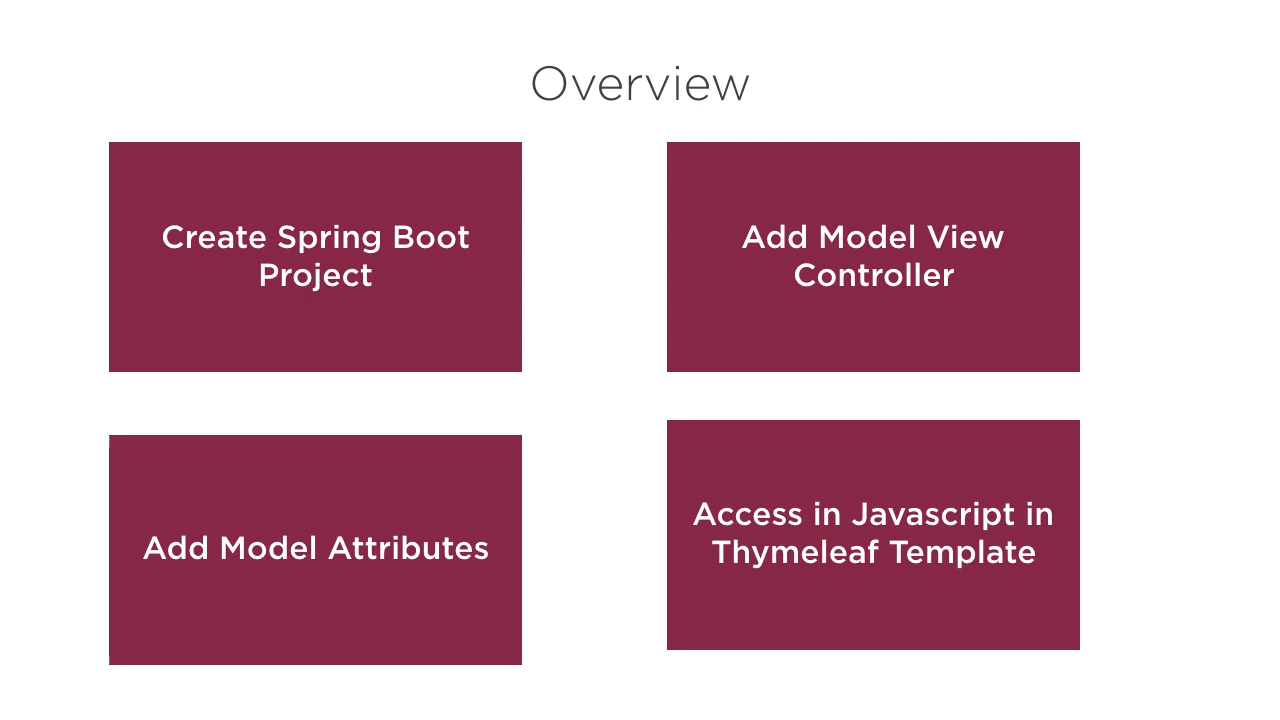 Overview
Create Spring Boot
Project
Add Model View
Controller
Add Model Attributes
Access in Javascript in
Thymeleaf Template